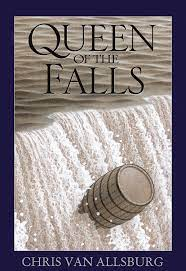 QUEEN
OF THE
FALLS
CHRIS VAN ALLSBURG